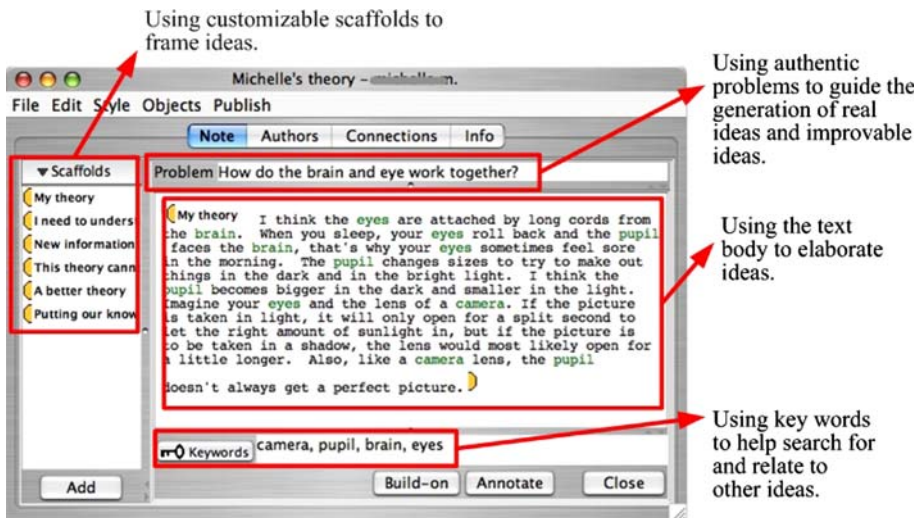 Using customizable scaffolds to
frame ideas.
Michelle's theory -
File Edit Style Objects Publish
Note Authors Connections Info
Using authentic
problems to guide the
generation of real
ideas and improvable
ideas.
Scaffolds
My theory
I need to unders
New information
This theory cann
A better theory
Putting our know
Problem How do the brain and eye work together?
My theory I think the eyes are attached by long cords from
the brain. When you sleep, your eyes roll back and the pupil
faces the brain, that's why your eyes sometimes feel sore
in the morning. The pupil changes sizes to try to make out
things in the dark and in the bright light. I think the
pupil becomes bigger in the dark and smaller in the light.
Imagine your eyes and the lens of a camera. If the picture
is taken in light, it will only open for a split second to
let the right amount of sunlight in, but if the picture is
to be taken in a shadow, the lens would most likely open for
a little longer. Also, like a camera lens, the pupil
doesn't always get a perfect picture.
Using the text
body to elaborate
ideas.
Keywords camera, pupil, brain, eyes
Using key words
to help search for
and relate to
other ideas.
Add
Build-on Annotate Close